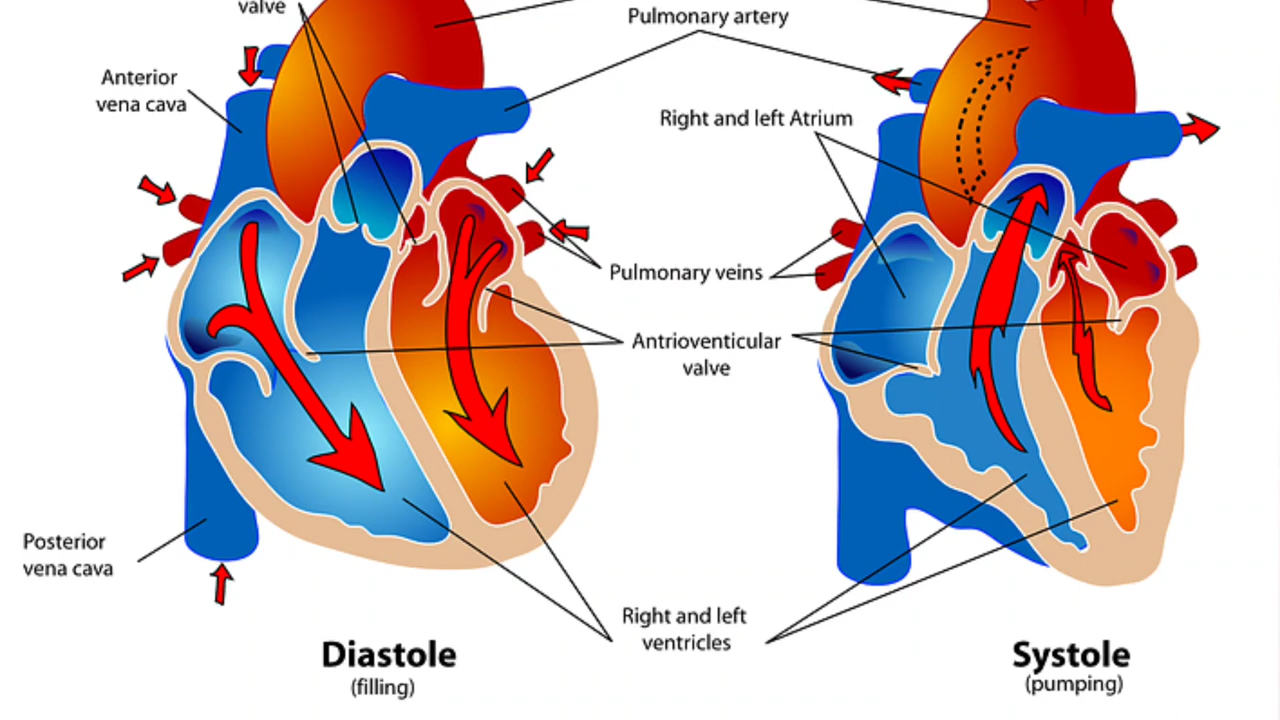 valve
Pulmonary artery
Anterior
vena cava
Right and left Atrium
Pulmonary veins
Antrioventicular
valve
Posterior
vena cava
Right and left
ventricles
Diastole
(filling)
Systole
(pumping)